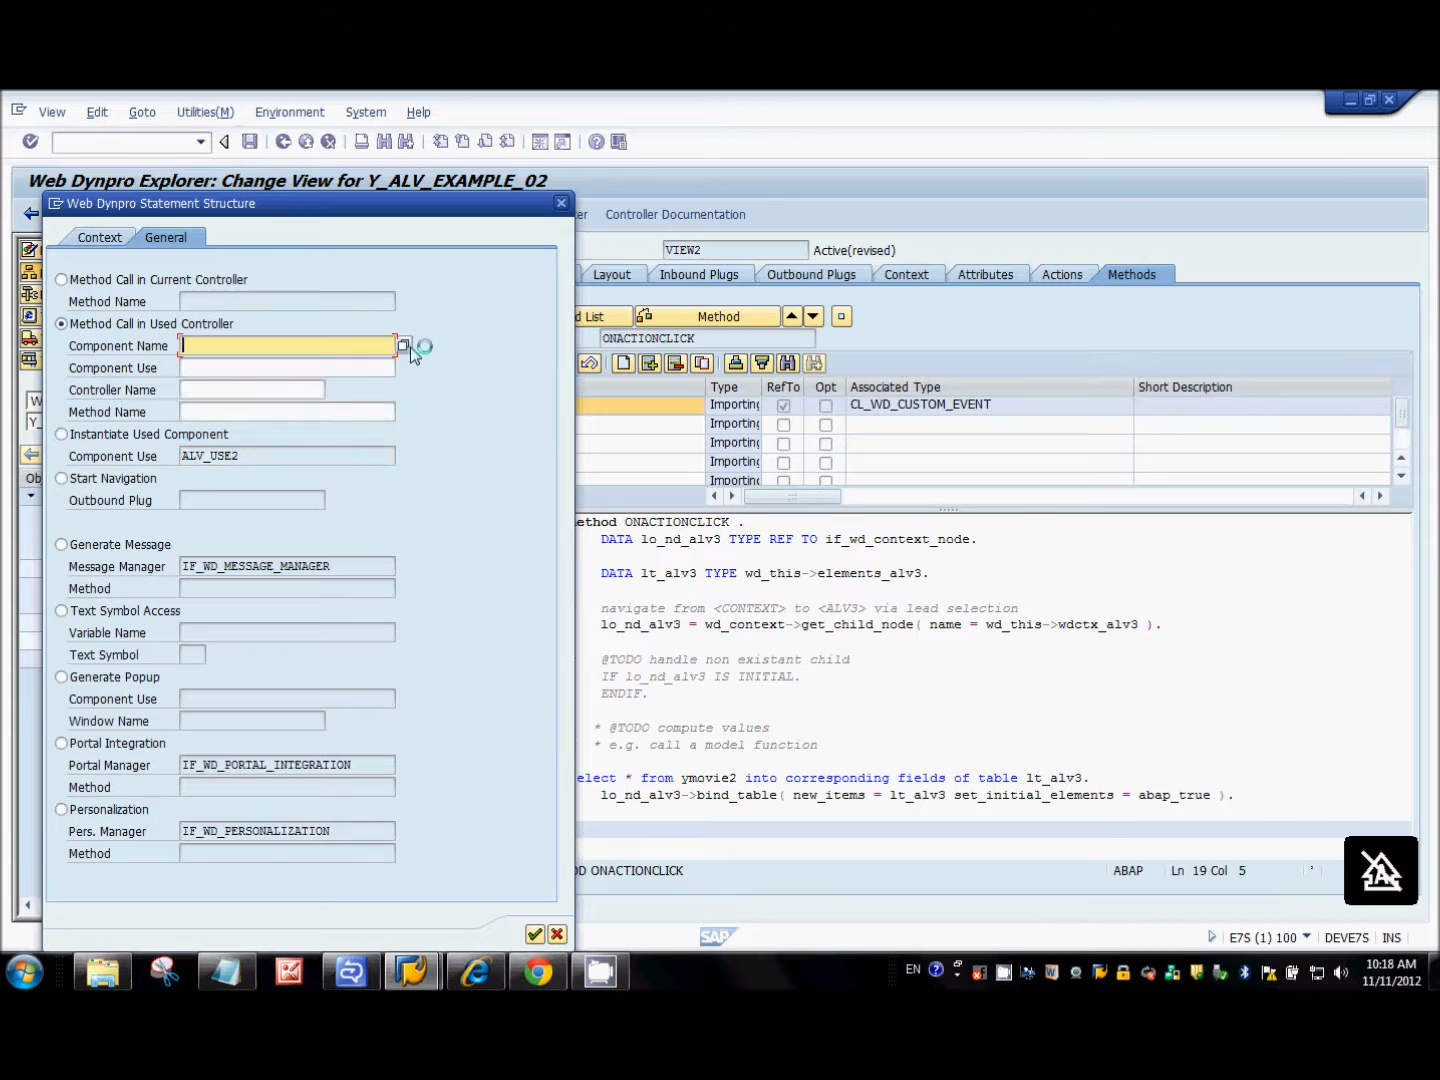 View Edit Goto Utilities(M) Environment System Help
Web Dynpro Explorer: Change View for Y_ALV_EXAMPLE_02
Web Dynpro Statement Structure
Controller Documentation
Context General
VIEW2 Active(revised)
Layout Inbound Plugs Outbound Plugs Context Attributes Actions Methods
Method Call in Current Controller
Method Name
Method Call in Used Controller
Component Name
Component Use
Controller Name
Method Name
Instantiate Used Component
Component Use ALV_USE2
Start Navigation
Outbound Plug
Generate Message
Message Manager IF_WD_MESSAGE_MANAGER
Method
Text Symbol Access
Variable Name
Text Symbol
Generate Popup
Component Use
Window Name
Portal Integration
Portal Manager IF_WD_PORTAL_INTEGRATION
Method
Personalization
Pers. Manager IF_WD_PERSONALIZATION
Method
d List Method
ONACTIONCLICK
Type RefTo Opt Associated Type Short Description
Importing CL_WD_CUSTOM_EVENT
Importing
Importing
Importing
Importing
ethod ONACTIONCLICK .
DATA lo_nd_alv3 TYPE REF TO if_wd_context_node.
DATA lt_alv3 TYPE wd_this->elements_alv3.
navigate from <CONTEXT> to <ALV3> via lead selection
lo_nd_alv3 = wd_context->get_child_node( name = wd_this->wdctx_alv3 ).
@TODO handle non existant child
IF lo_nd_alv3 IS INITIAL.
ENDIF.
* @TODO compute values
* e.g. call a model function
elect * from ymovie2 into corresponding fields of table lt_alv3.
lo_nd_alv3->bind_table( new_items = lt_alv3 set_initial_elements = abap_true ).
OD ONACTIONCLICK ABAP Ln 19 Col 5
SAP E7S (1) 100 DEVE7S INS
EN 10:18 AM
11/11/2012